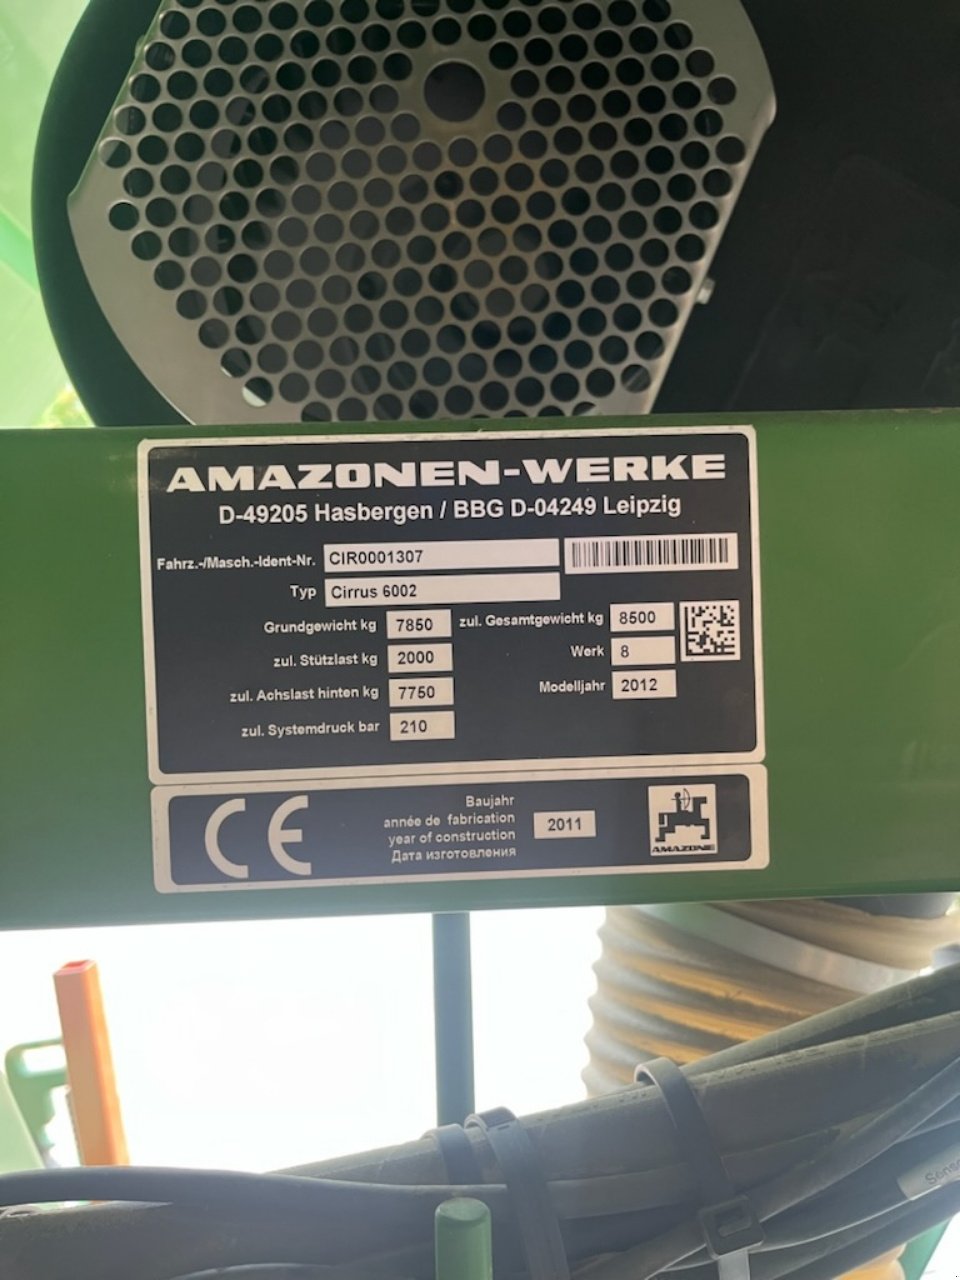 AMAZONEN-WERKE
D-49205 Hasbergen / BBG D-04249 Leipzig
Fahrz.-/Masch.-Ident-Nr. CIR0001307
Typ Cirrus 6002
Grundgewicht kg 7850 zul. Gesamtgewicht kg 8500
zul. Stützlast kg 2000 Werk 8
zul. Achslast hinten kg 7750 Modelljahr 2012
zul. Systemdruck bar 210
CE
Baujahr
année de fabrication
year of construction 2011
Дата изготовления
AMAZONE